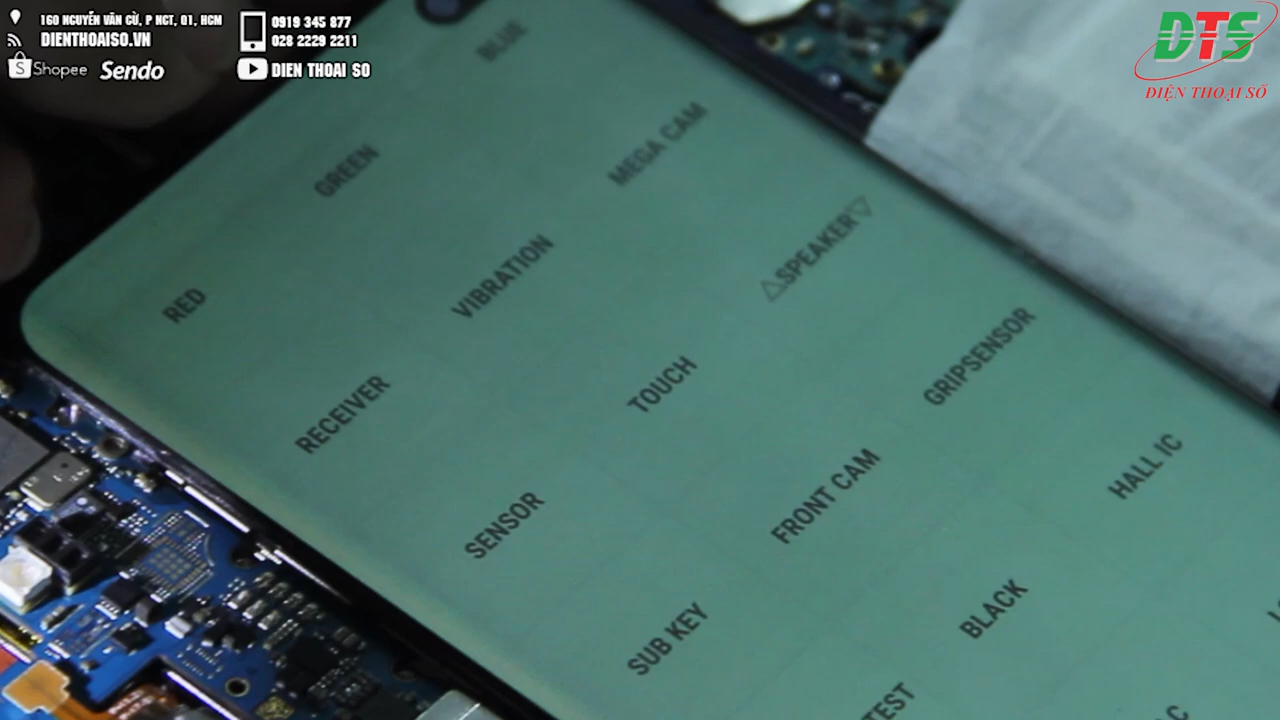 160 NGUYỄN VĂN CỪ, P NCT, Q1, HCM
DIENTHOAISO.VN
Shopee Sendo
0919 345 877
028 2229 2211
DIEN THOAI SO
DTS
ĐIỆN THOẠI SỐ
RED GREEN BLUE
RECEIVER VIBRATION MEGA CAM
SENSOR TOUCH △SPEAKER▽
SUB KEY FRONT CAM GRIPSENSOR
BLACK HALL IC
TEST